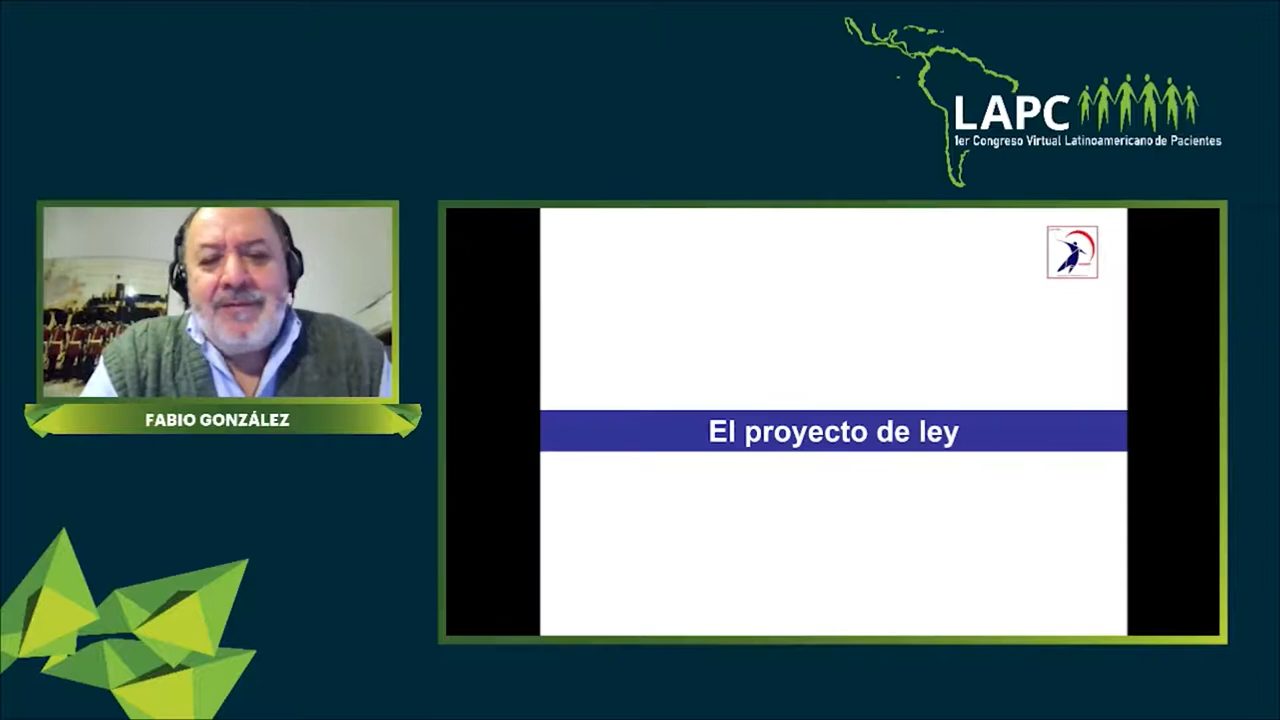 LAPC
1er Congreso Virtual Latinoamericano de Pacientes
FABIO GONZÁLEZ
El proyecto de ley